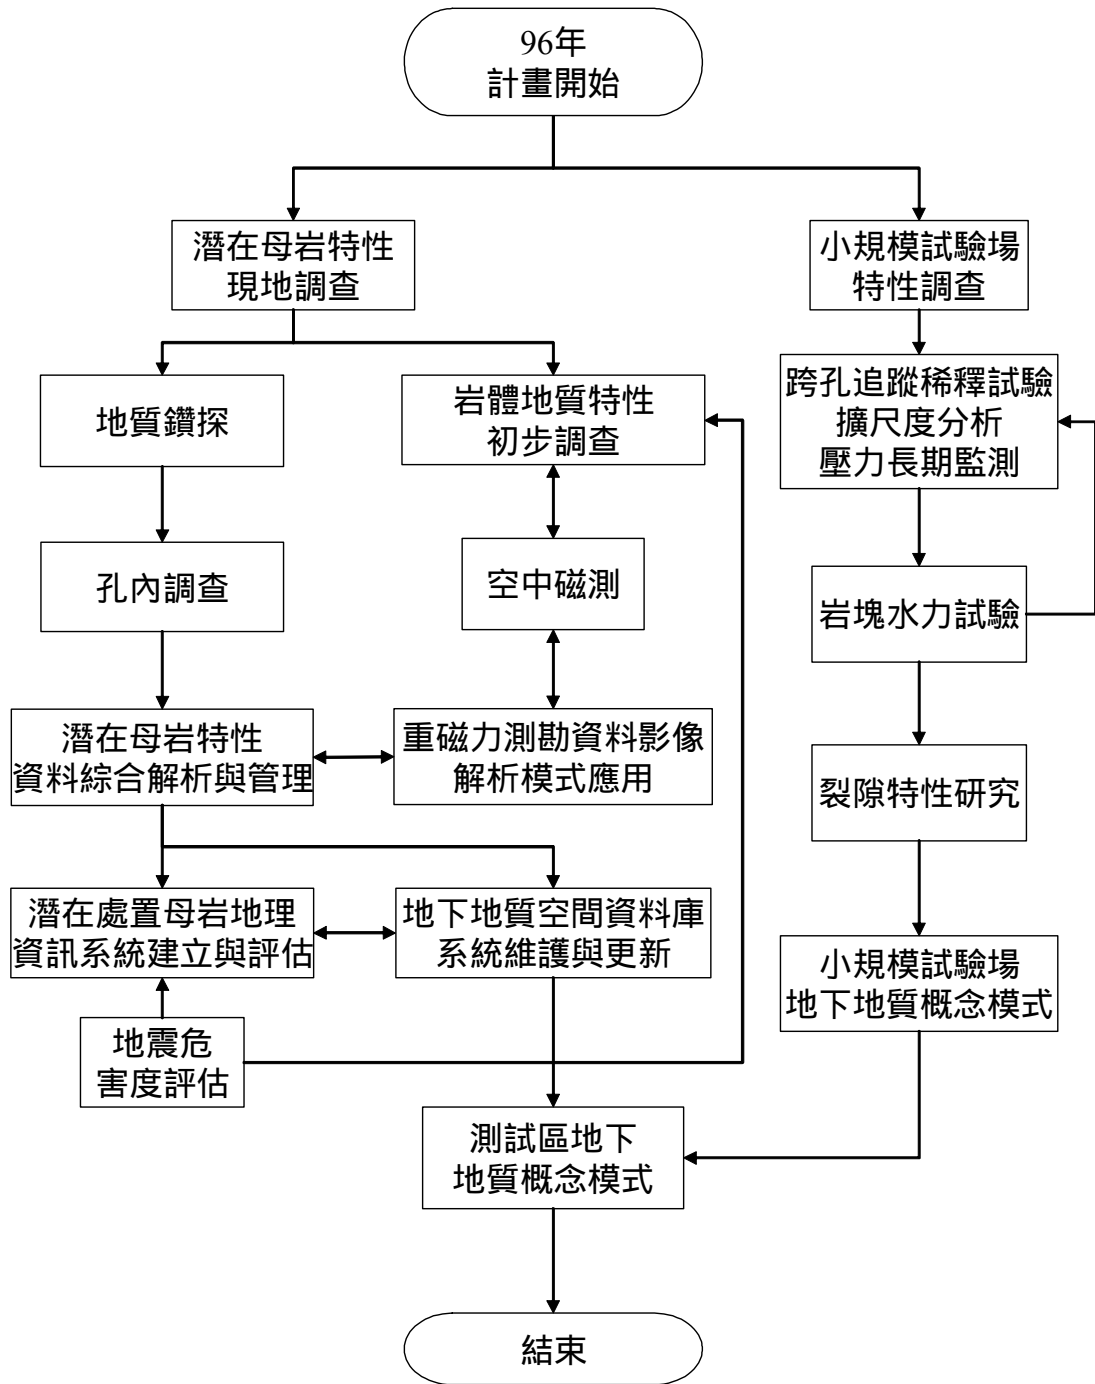 96年
計畫開始
潛在母岩特性
現地調查
小規模試驗場
特性調查
地質鑽探
岩體地質特性
初步調查
跨孔追蹤稀釋試驗
擴尺度分析
壓力長期監測
孔內調查
空中磁測
岩塊水力試驗
潛在母岩特性
資料綜合解析與管理
重磁力測勘資料影像
解析模式應用
裂隙特性研究
潛在處置母岩地理
資訊系統建立與評估
地下地質空間資料庫
系統維護與更新
小規模試驗場
地下地質概念模式
地震危
害度評估
測試區地下
地質概念模式
結束